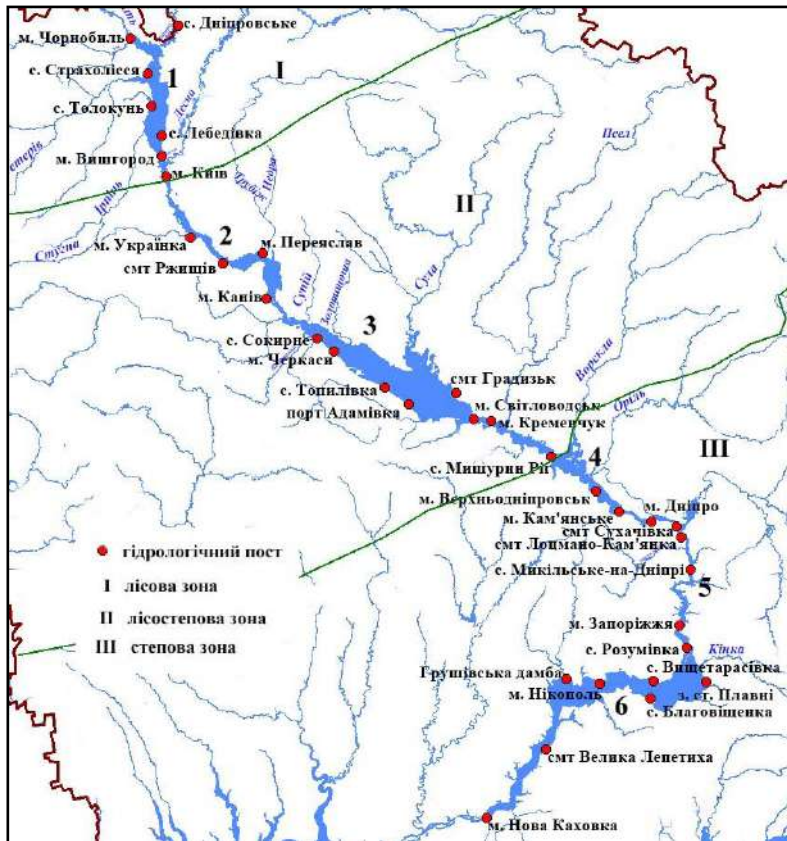 с. Дніпровське
м. Чорнобиль
I
с. Страхолісся
1
с. Толокунь
Десна
с. Лебедівка
Псел
м. Вишгород
м. Київ
Трубіж
Недра
Ірпінь
II
Стугна
м. Українка
2
м. Переяслав
смт Ржищів
Супій
Сула
м. Канів
Золотоноша
3
с. Сокирне
м. Черкаси
Ворскла
с. Топилівка
смт Градизьк
порт Адамівка
м. Світловодськ
Оріль
м. Кременчук
III
с. Мишурин Ріг
4
м. Верхньодніпровськ
м. Дніпро
м. Кам'янське
смт Сухачівка
смт Лоцмано-Кам'янка
гідрологічний пост
с. Микільське-на-Дніпрі
5
I лісова зона
II лісостепова зона
м. Запоріжжя
III степова зона
с. Розумівка
Кінка
Грушівська дамба
с. Вищетарасівка
м. Нікополь
з. ст. Плавні
6
с. Благовіщенка
смт Велика Лепетиха
м. Нова Каховка